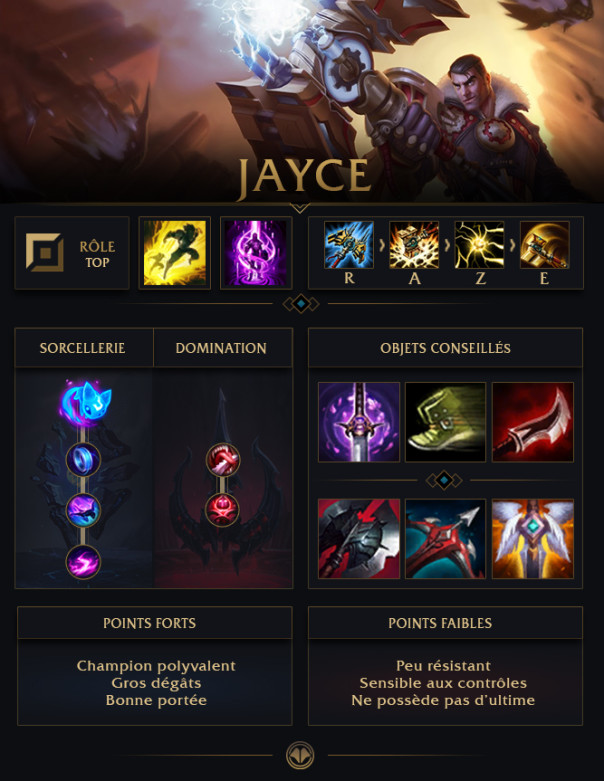 JAYCE
RÔLE
TOP
R
A
Z
E
SORCELLERIE
DOMINATION
OBJETS CONSEILLÉS
POINTS FORTS
Champion polyvalent
Gros dégâts
Bonne portée
POINTS FAIBLES
Peu résistant
Sensible aux contrôles
Ne possède pas d'ultime